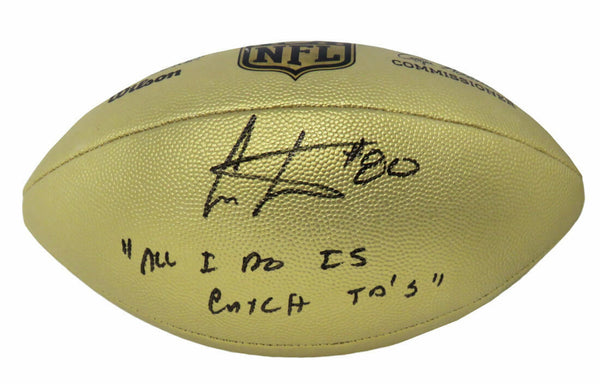 NFL
Wilson
COMMISSIONER
#80
"ALL I DO IS
CATCH TD'S"